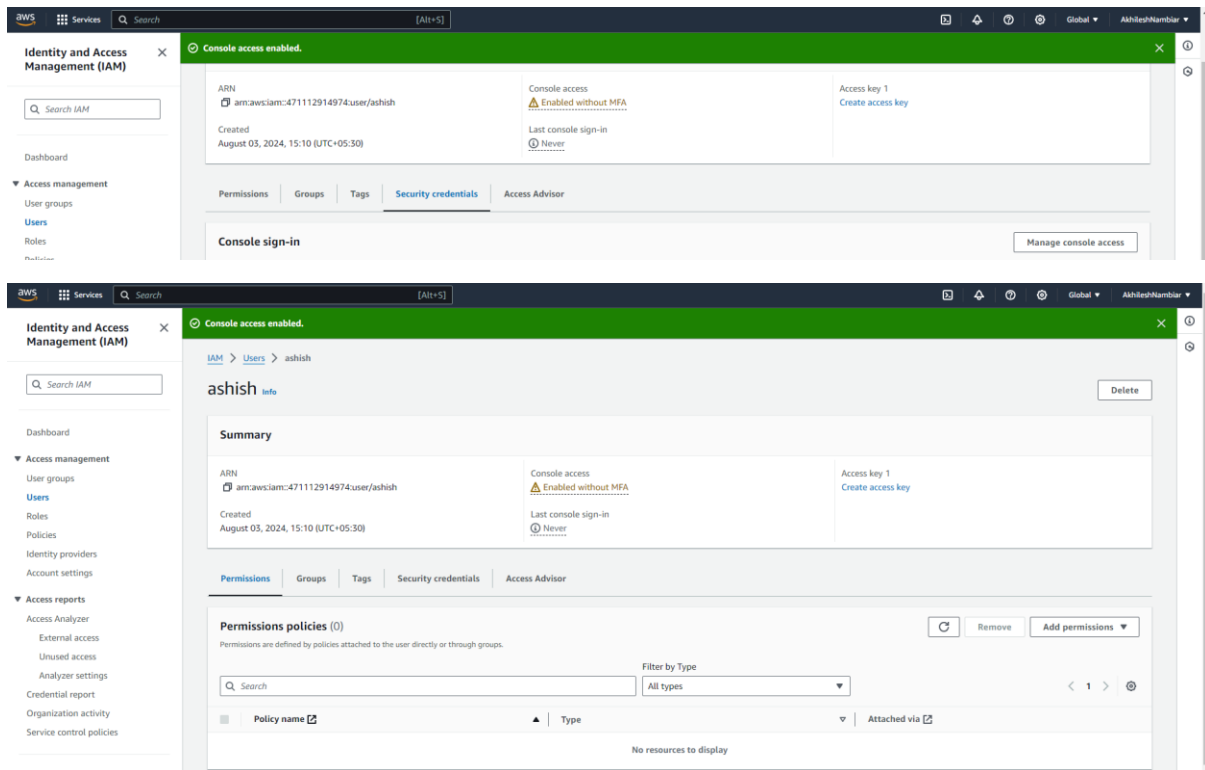 aws Services Search [Alt+S] Global AkhileshNambiar
Identity and Access Management (IAM)
Search IAM
Dashboard
Access management
User groups
Users
Roles
Policies
Console access enabled.
ARN
arn:aws:iam::471112914974:user/ashish
Console access
Enabled without MFA
Access key 1
Create access key
Created
August 03, 2024, 15:10 (UTC+05:30)
Last console sign-in
Never
Permissions Groups Tags Security credentials Access Advisor
Console sign-in
Manage console access
aws Services Search [Alt+S] Global AkhileshNambiar
Identity and Access
Management (IAM)
Search IAM
Dashboard
Access management
User groups
Users
Roles
Policies
Identity providers
Account settings
Access reports
Access Analyzer
External access
Unused access
Analyzer settings
Credential report
Organization activity
Service control policies
Console access enabled.
IAM > Users > ashish
ashish Info
Delete
Summary
ARN
arn:aws:iam::471112914974:user/ashish
Console access
Enabled without MFA
Access key 1
Create access key
Created
August 03, 2024, 15:10 (UTC+05:30)
Last console sign-in
Never
Permissions Groups Tags Security credentials Access Advisor
Permissions policies (0)
Permissions are defined by policies attached to the user directly or through groups.
Remove
Add permissions
Filter by Type
Search
All types
1
Policy name Type Attached via
No resources to display